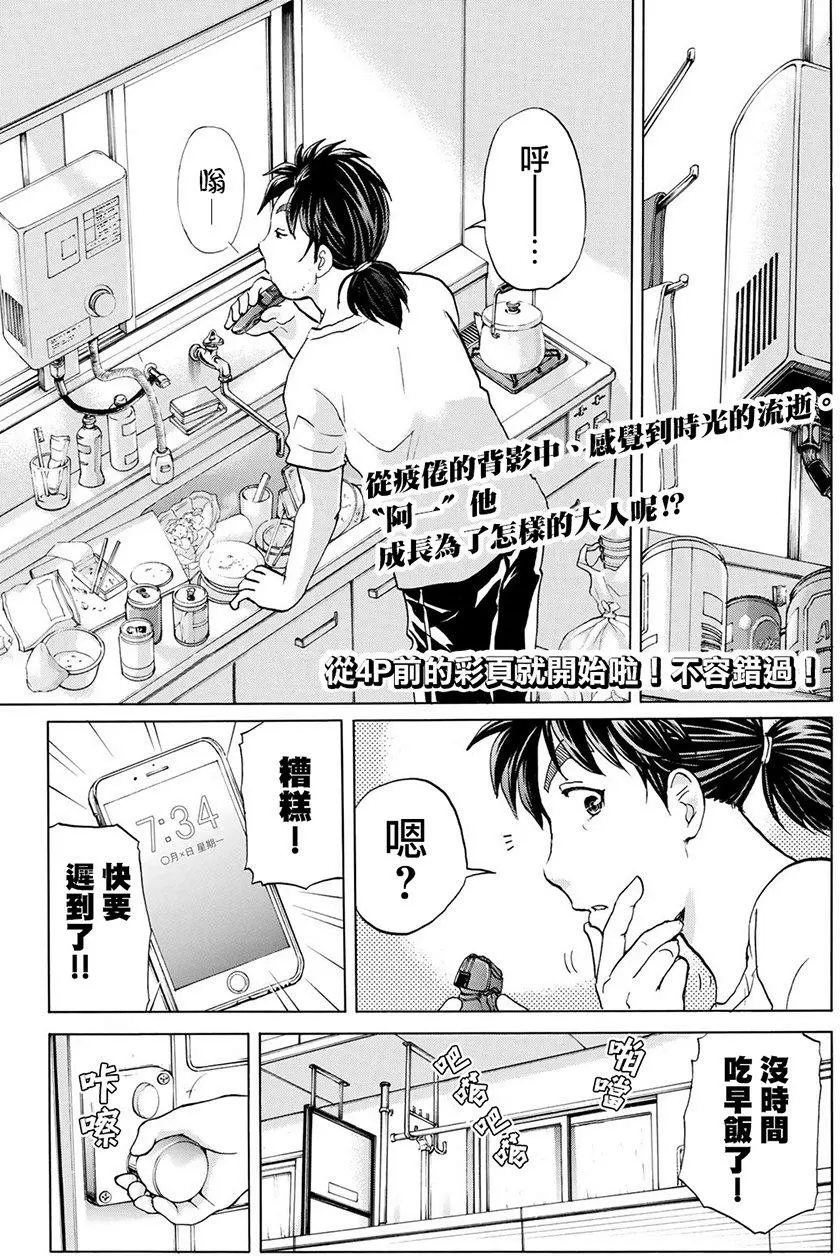 呼——…
嗡—
從疲倦的背影中、感覺到時光的流逝。
〝阿一〞他
成長為了怎樣的大人呢!?
從4P前的彩頁就開始啦！不容錯過！
嗯？
糟糕！
7:34
○月×日 星期一
快要
遲到了!!
沒時間
吃早飯了！
啪噹
吧嗒
吧嗒
咔嚓